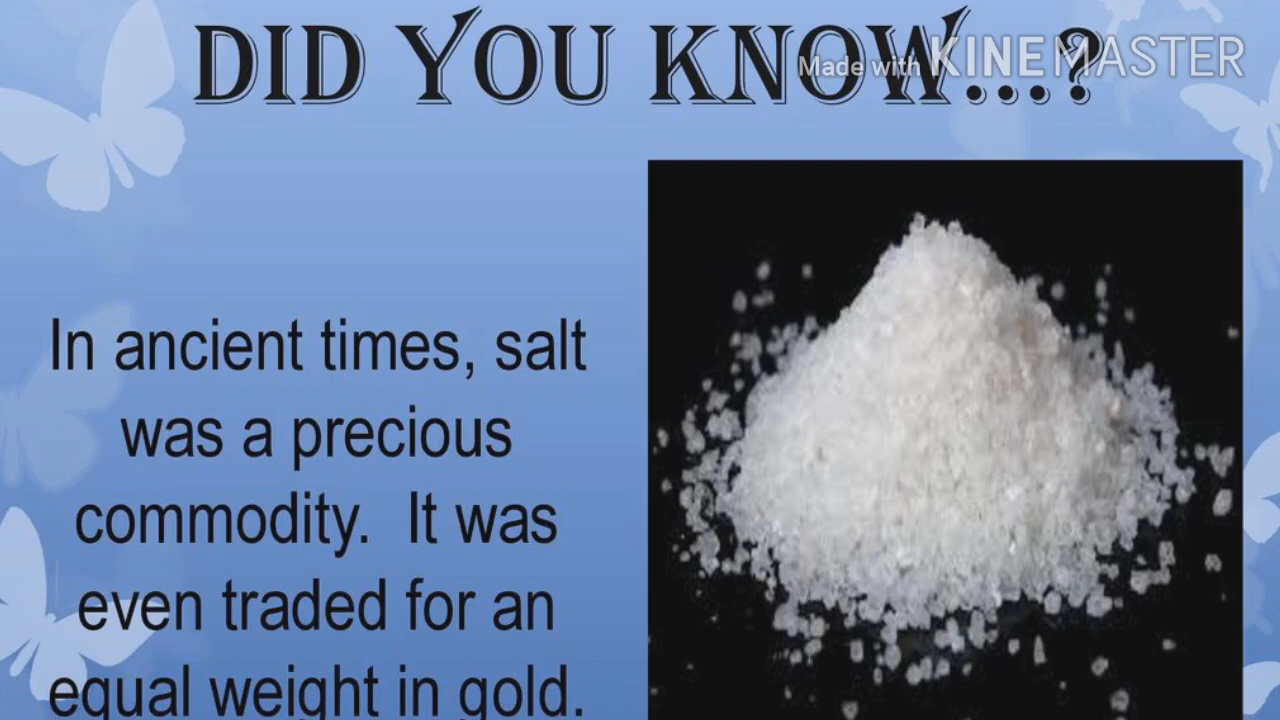 DID YOU KNOW...?
Made with KINEMASTER
In ancient times, salt
was a precious
commodity. It was
even traded for an
equal weight in gold.